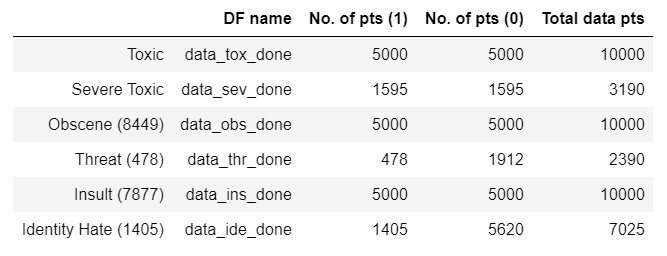 DF name No. of pts (1) No. of pts (0) Total data pts
Toxic data_tox_done 5000 5000 10000
Severe Toxic data_sev_done 1595 1595 3190
Obscene (8449) data_obs_done 5000 5000 10000
Threat (478) data_thr_done 478 1912 2390
Insult (7877) data_ins_done 5000 5000 10000
Identity Hate (1405) data_ide_done 1405 5620 7025